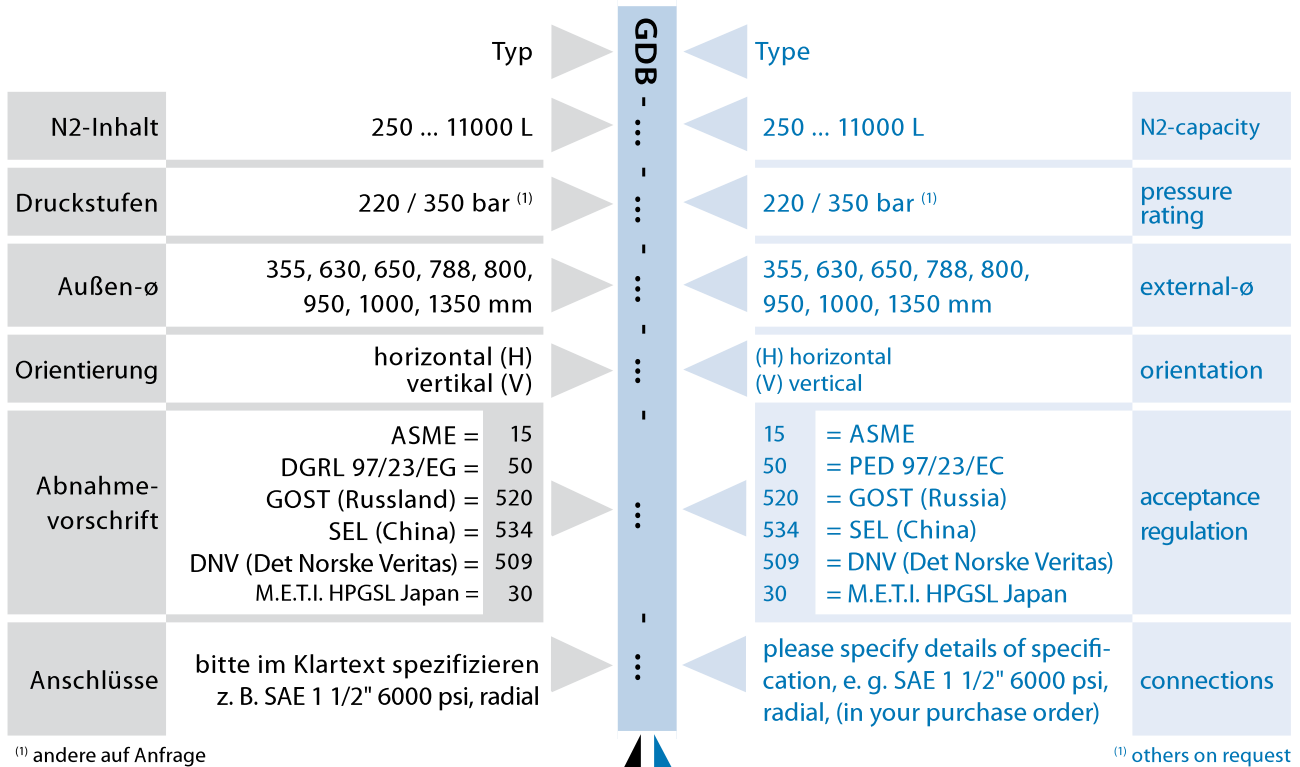 Typ
GDB
Type
N2-Inhalt
250 ... 11000 L
-
...
250 ... 11000 L
N2-capacity
Druckstufen
220 / 350 bar (1)
-
...
220 / 350 bar (1)
pressure
rating
Außen-ø
355, 630, 650, 788, 800,
950, 1000, 1350 mm
-
...
355, 630, 650, 788, 800,
950, 1000, 1350 mm
external-ø
Orientierung
horizontal (H)
vertikal (V)
-
...
(H) horizontal
(V) vertical
orientation
Abnahme-
vorschrift
ASME = 15
DGRL 97/23/EG = 50
GOST (Russland) = 520
SEL (China) = 534
DNV (Det Norske Veritas) = 509
M.E.T.I. HPGSL Japan = 30
-
...
15 = ASME
50 = PED 97/23/EC
520 = GOST (Russia)
534 = SEL (China)
509 = DNV (Det Norske Veritas)
30 = M.E.T.I. HPGSL Japan
acceptance
regulation
Anschlüsse
bitte im Klartext spezifizieren
z. B. SAE 1 1/2" 6000 psi, radial
-
...
please specify details of specifi-
cation, e. g. SAE 1 1/2" 6000 psi,
radial, (in your purchase order)
connections
(1) andere auf Anfrage
(1) others on request